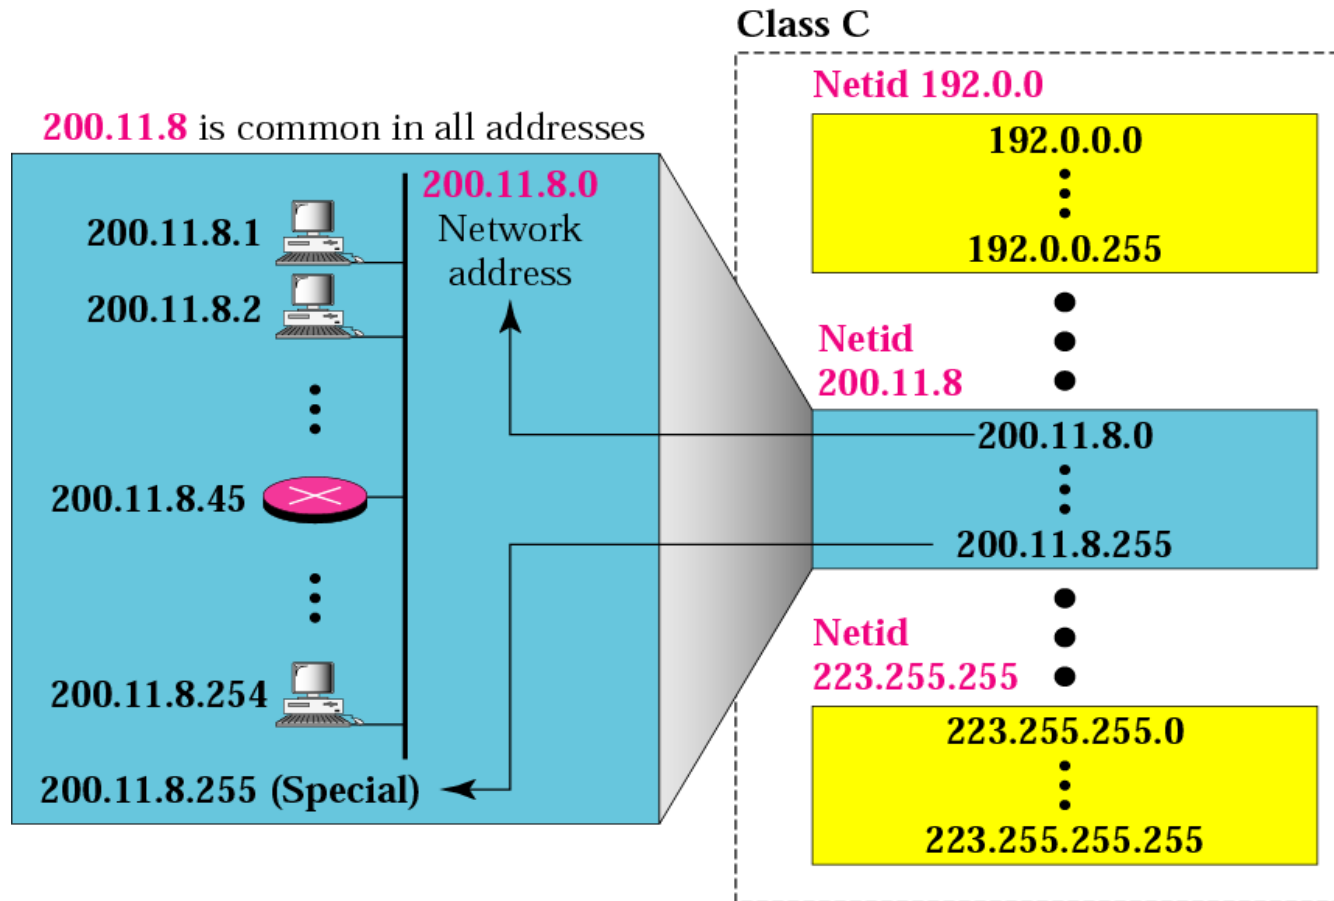 Class C
200.11.8 is common in all addresses
200.11.8.0
Network
address
200.11.8.1
200.11.8.2
200.11.8.45
200.11.8.254
200.11.8.255 (Special)
Netid 192.0.0
192.0.0.0
192.0.0.255
Netid
200.11.8
200.11.8.0
200.11.8.255
Netid
223.255.255
223.255.255.0
223.255.255.255